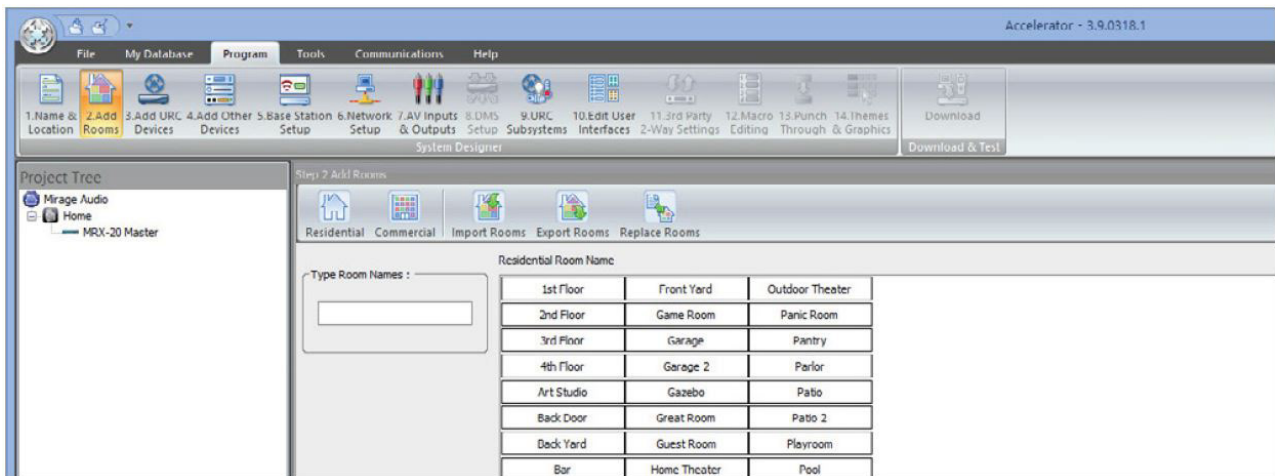 Accelerator - 3.9.0318.1
File My Database Program Tools Communications Help
1.Name & Location
2.Add Rooms
3.Add URC Devices
4.Add Other Devices
5.Base Station Setup
6.Network Setup
7.AV Inputs & Outputs
8.DMS Setup
9.URC Subsystems
10.Edit User Interfaces
11.3rd Party 2-Way Settings
12.Macro Editing
13.Punch Through
14.Themes & Graphics
Download
System Designer
Download & Test
Project Tree
Mirage Audio
Home
MRX-20 Master
Step 2 Add Rooms
Residential Commercial Import Rooms Export Rooms Replace Rooms
Type Room Names :
Residential Room Name
1st Floor Front Yard Outdoor Theater
2nd Floor Game Room Panic Room
3rd Floor Garage Pantry
4th Floor Garage 2 Parlor
Art Studio Gazebo Patio
Back Door Great Room Patio 2
Back Yard Guest Room Playroom
Bar Home Theater Pool